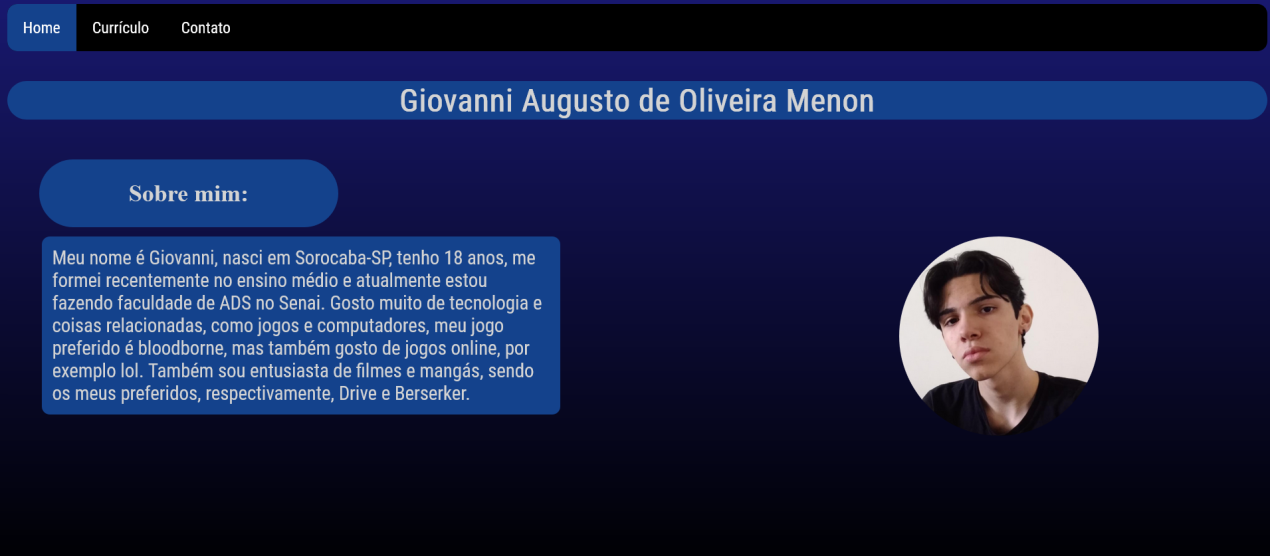 Home
Currículo
Contato
Giovanni Augusto de Oliveira Menon
Sobre mim:
Meu nome é Giovanni, nasci em Sorocaba-SP, tenho 18 anos, me
formei recentemente no ensino médio e atualmente estou
fazendo faculdade de ADS no Senai. Gosto muito de tecnologia e
coisas relacionadas, como jogos e computadores, meu jogo
preferido é bloodborne, mas também gosto de jogos online, por
exemplo lol. Também sou entusiasta de filmes e mangás, sendo
os meus preferidos, respectivamente, Drive e Berserker.